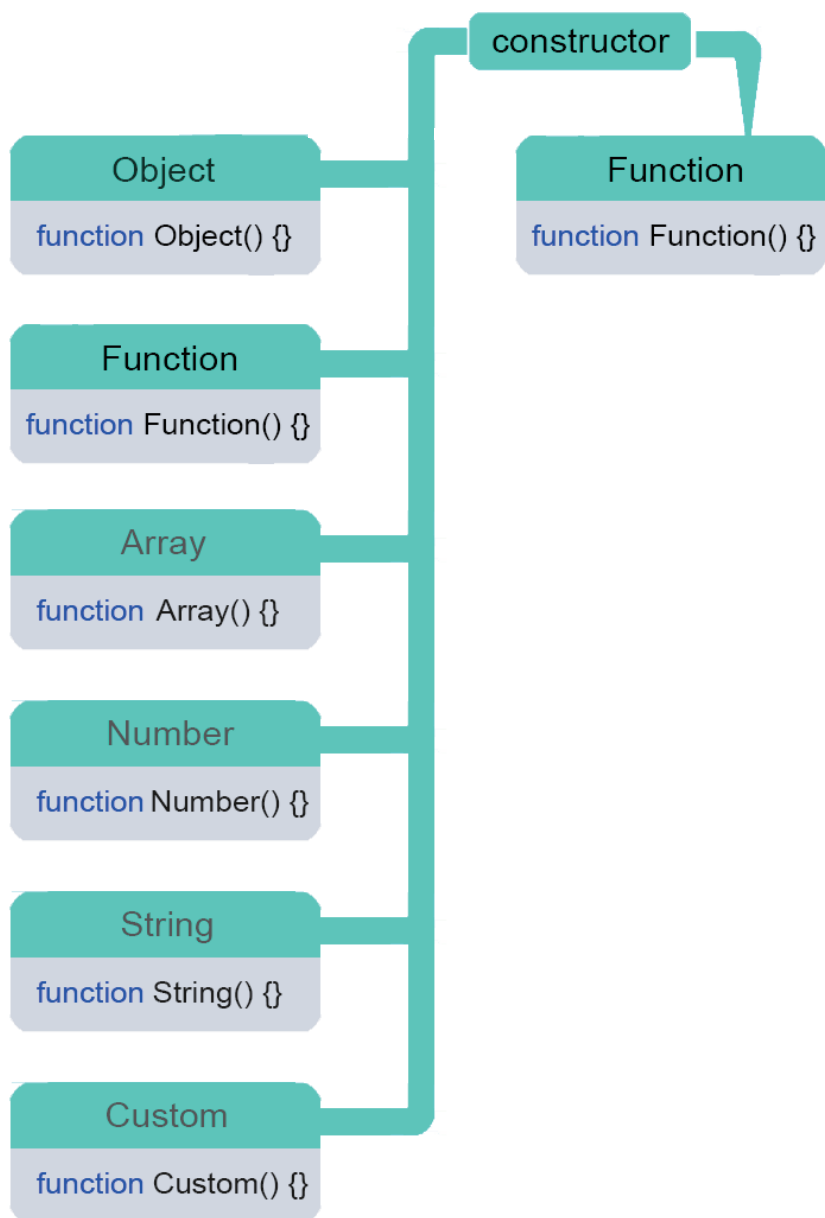 constructor
Object
function Object() {}
Function
function Function() {}
Function
function Function() {}
Array
function Array() {}
Number
function Number() {}
String
function String() {}
Custom
function Custom() {}